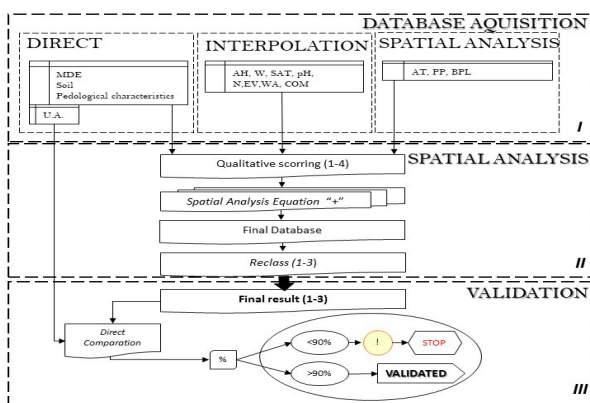 DATABASE AQUISITION
DIRECT
INTERPOLATION
SPATIAL ANALYSIS
MDE
Soil
Pedological characteristics
U.A.
AH, W, SAT, pH,
N,EV,WA, COM
AT, PP, BPL
I
SPATIAL ANALYSIS
Qualitative scoring (1-4)
Spatial Analysis Equation "+"
Final Database
Reclass (1-3)
II
VALIDATION
Final result (1-3)
Direct
Comparation
%
<90%
!
STOP
>90%
VALIDATED
III